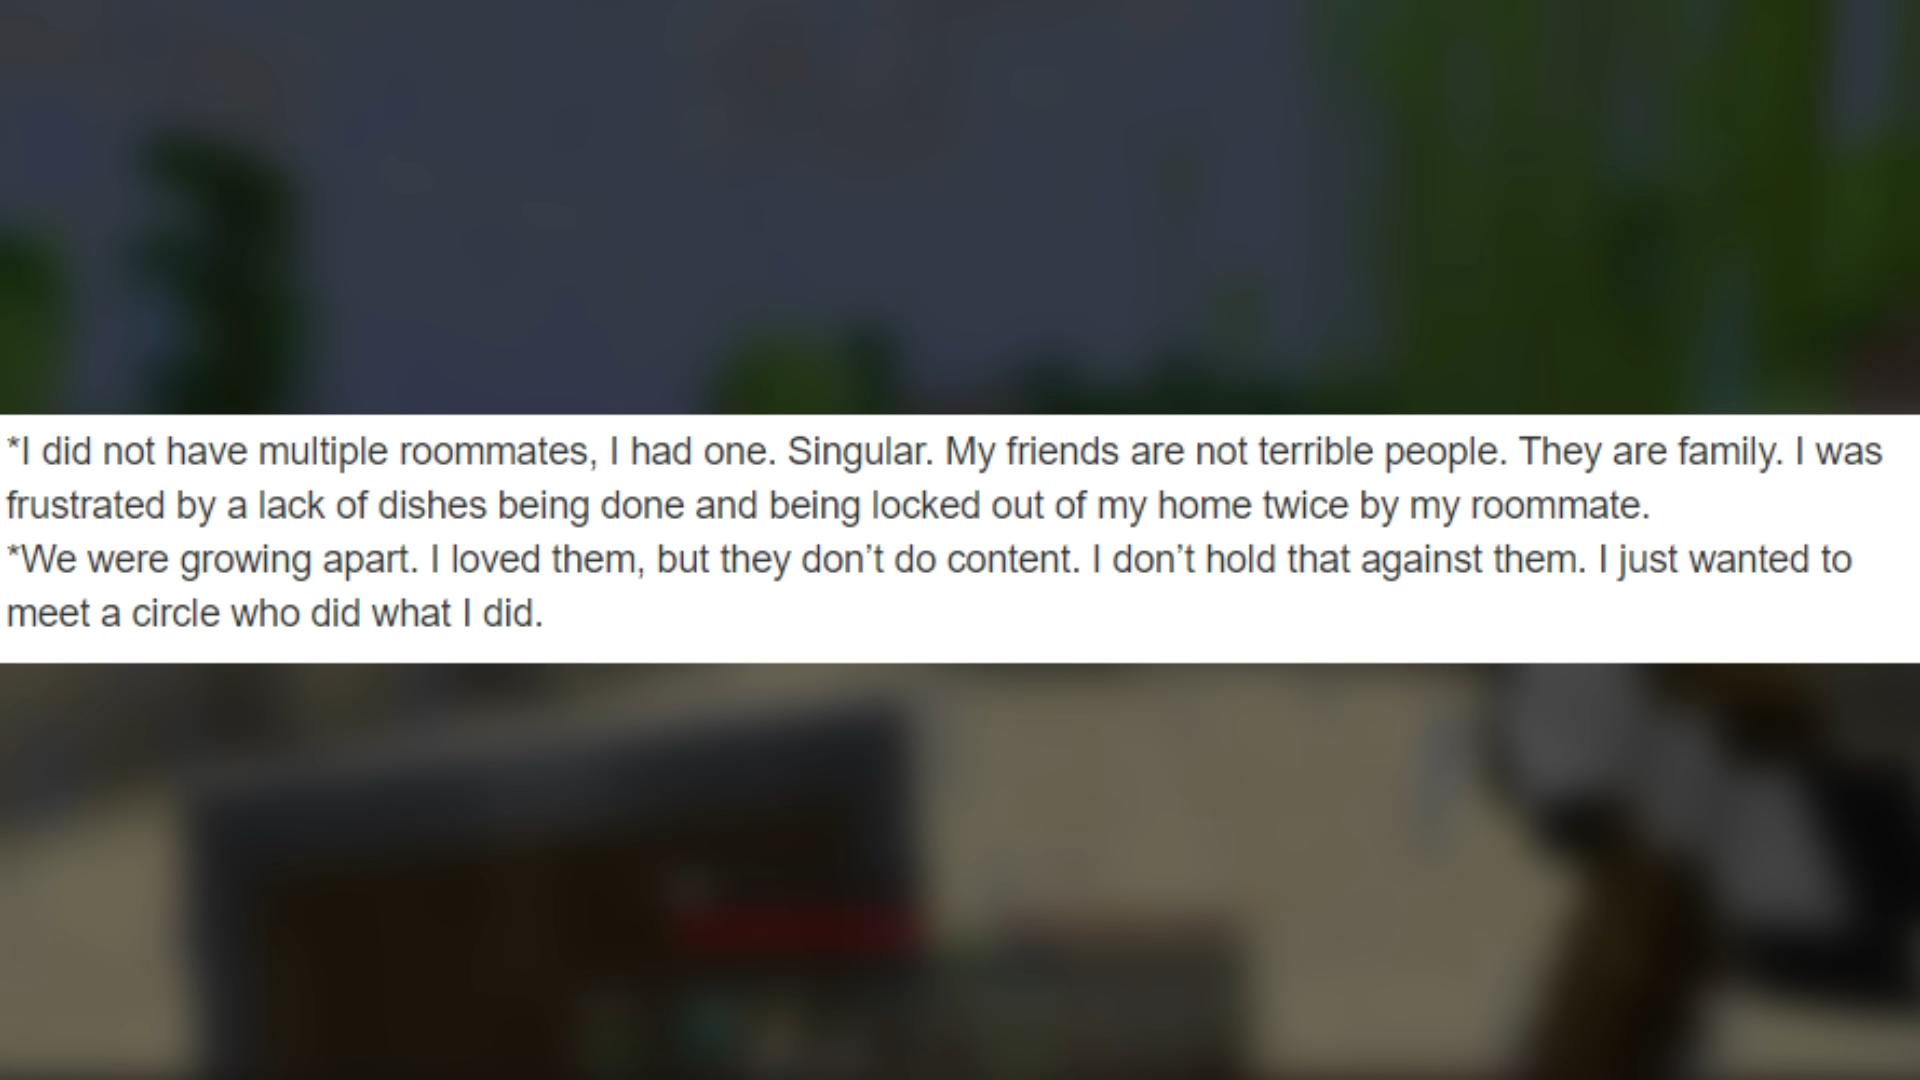 *I did not have multiple roommates, I had one. Singular. My friends are not terrible people. They are family. I was
frustrated by a lack of dishes being done and being locked out of my home twice by my roommate.
*We were growing apart. I loved them, but they don’t do content. I don’t hold that against them. I just wanted to
meet a circle who did what I did.